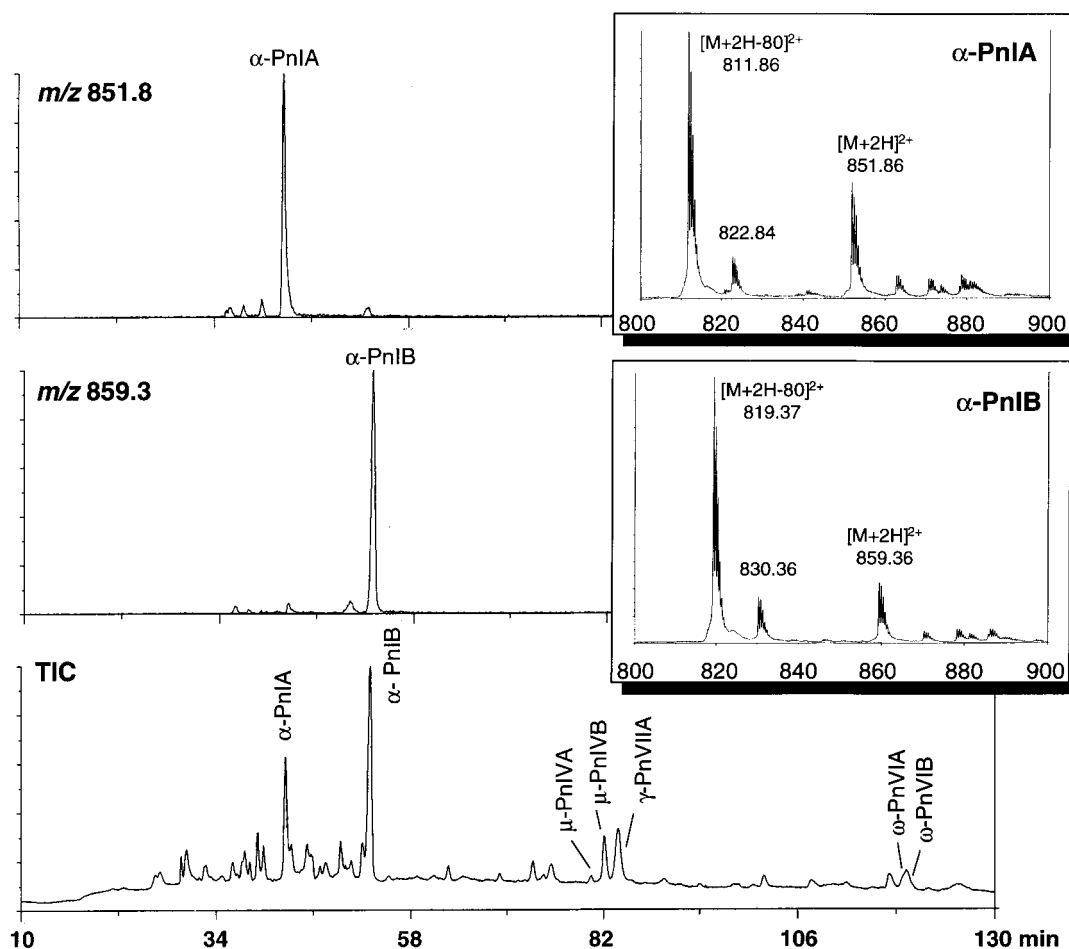 α-PnIA
m/z 851.8
[M+2H-80]²⁺
811.86
α-PnIA
[M+2H]²⁺
851.86
822.84
800 820 840 860 880 900
α-PnIB
m/z 859.3
[M+2H-80]²⁺
819.37
α-PnIB
[M+2H]²⁺
859.36
830.36
800 820 840 860 880 900
TIC
α-PnIA
α- PnIB
μ-PnIVA
μ-PnIVB
γ-PnVIIA
ω-PnVIA
ω-PnVIB
10 34 58 82 106 130 min